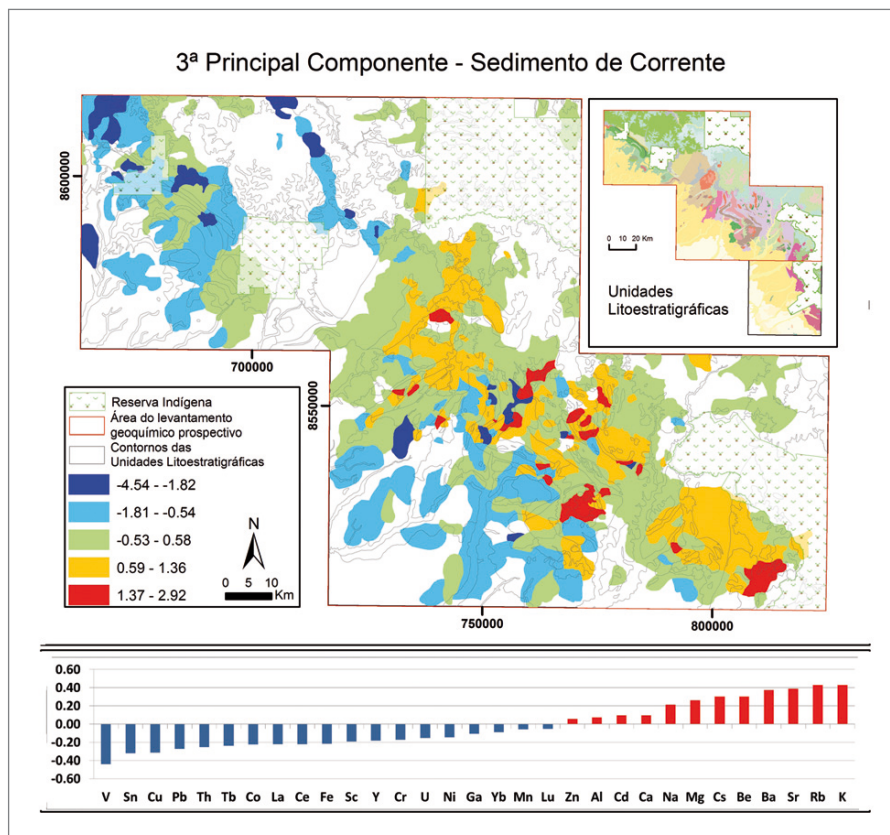 3ª Principal Componente - Sedimento de Corrente
8600000
0 10 20 Km
Unidades
Litoestratigráficas
700000
8550000
Reserva Indígena
Área do levantamento
geoquímico prospectivo
Contornos das
Unidades Litoestratigráficas
-4.54 - -1.82
-1.81 - -0.54
-0.53 - 0.58
0.59 - 1.36
1.37 - 2.92
N
0 5 10
Km
750000
800000
0.60
0.40
0.20
0.00
-0.20
-0.40
-0.60
V Sn Cu Pb Th Tb Co La Ce Fe Sc Y Cr U Ni Ga Yb Mn Lu Zn Al Cd Ca Na Mg Cs Be Ba Sr Rb K